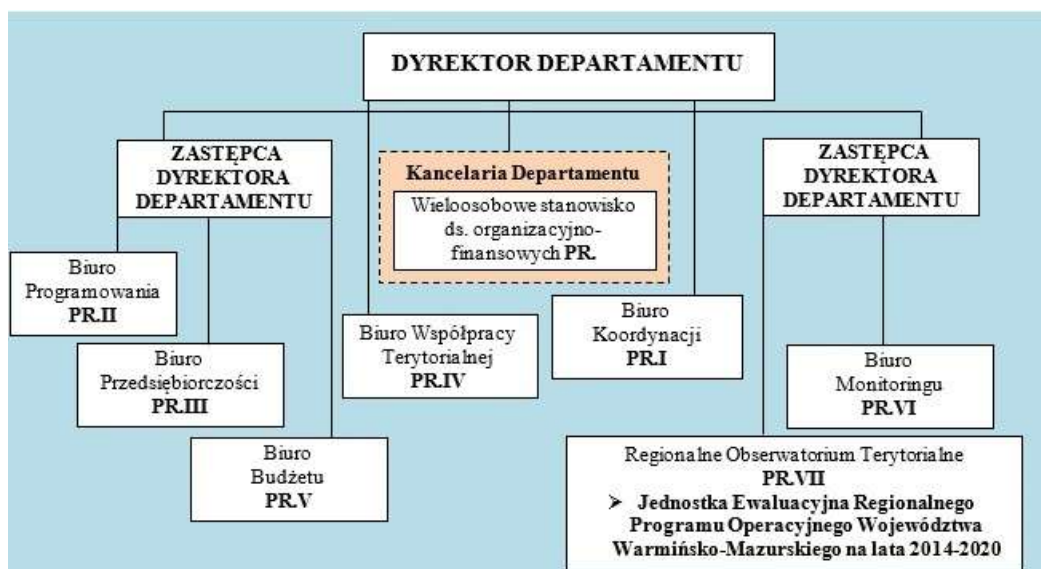 DYREKTOR DEPARTAMENTU
ZASTĘPCA
DYREKTORA
DEPARTAMENTU
Kancelaria Departamentu
Wieloosobowe stanowisko
ds. organizacyjno-
finansowych PR.
ZASTĘPCA
DYREKTORA
DEPARTAMENTU
Biuro
Programowania
PR.II
Biuro
Przedsiębiorczości
PR.III
Biuro
Budżetu
PR.V
Biuro Współpracy
Terytorialnej
PR.IV
Biuro
Koordynacji
PR.I
Biuro
Monitoringu
PR.VI
Regionalne Obserwatorium Terytorialne
PR.VII
➢ Jednostka Ewaluacyjna Regionalnego
Programu Operacyjnego Województwa
Warmińsko-Mazurskiego na lata 2014-2020